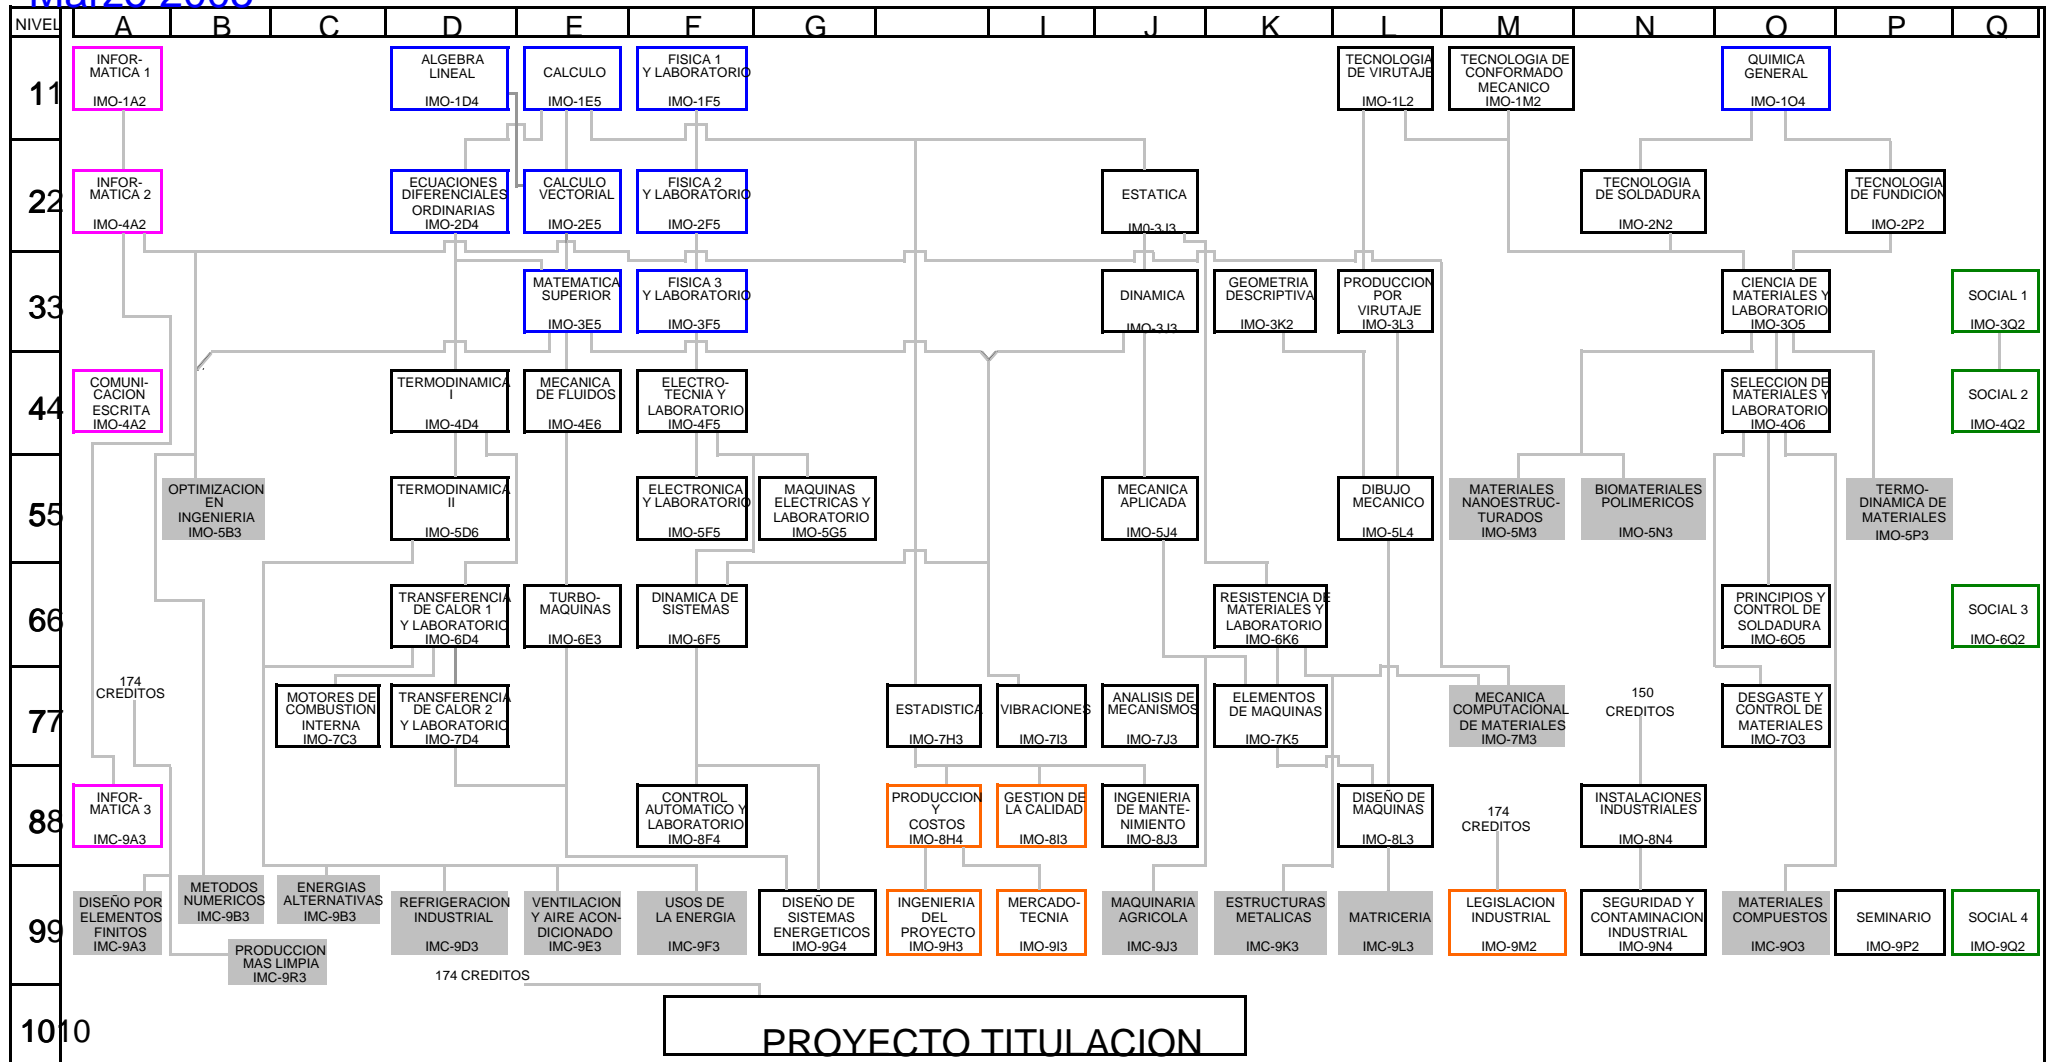 Marzo 2003
NIVEL A B C D E F G I J K L M N O P Q
11
INFOR-
MATICA 1
IMO-1A2
ALGEBRA
LINEAL
IMO-1D4
CALCULO
IMO-1E5
FISICA 1
Y LABORATORIO
IMO-1F5
TECNOLOGIA
DE VIRUTAJE
IMO-1L2
TECNOLOGIA DE
CONFORMADO
MECANICO
IMO-1M2
QUIMICA
GENERAL
IMO-1O4
22
INFOR-
MATICA 2
IMO-4A2
ECUACIONES
DIFERENCIALES
ORDINARIAS
IMO-2D4
CALCULO
VECTORIAL
IMO-2E5
FISICA 2
Y LABORATORIO
IMO-2F5
ESTATICA
IM0-3J3
TECNOLOGIA
DE SOLDADURA
IMO-2N2
TECNOLOGIA
DE FUNDICION
IMO-2P2
33
MATEMATICA
SUPERIOR
IMO-3E5
FISICA 3
Y LABORATORIO
IMO-3F5
DINAMICA
IMO-3J3
GEOMETRIA
DESCRIPTIVA
IMO-3K2
PRODUCCION
POR
VIRUTAJE
IMO-3L3
CIENCIA DE
MATERIALES Y
LABORATORIO
IMO-3O5
SOCIAL 1
IMO-3Q2
44
COMUNI-
CACION
ESCRITA
IMO-4A2
TERMODINAMICA
I
IMO-4D4
MECANICA
DE FLUIDOS
IMO-4E6
ELECTRO-
TECNIA Y
LABORATORIO
IMO-4F5
SELECCION DE
MATERIALES Y
LABORATORIO
IMO-4O6
SOCIAL 2
IMO-4Q2
55
OPTIMIZACION
EN
INGENIERIA
IMO-5B3
TERMODINAMICA
II
IMO-5D6
ELECTRONICA
Y LABORATORIO
IMO-5F5
MAQUINAS
ELECTRICAS Y
LABORATORIO
IMO-5G5
MECANICA
APLICADA
IMO-5J4
DIBUJO
MECANICO
IMO-5L4
MATERIALES
NANOESTRUC-
TURADOS
IMO-5M3
BIOMATERIALES
POLIMERICOS
IMO-5N3
TERMO-
DINAMICA DE
MATERIALES
IMO-5P3
66
TRANSFERENCIA
DE CALOR 1
Y LABORATORIO
IMO-6D4
TURBO-
MAQUINAS
IMO-6E3
DINAMICA DE
SISTEMAS
IMO-6F5
RESISTENCIA DE
MATERIALES Y
LABORATORIO
IMO-6K6
PRINCIPIOS Y
CONTROL DE
SOLDADURA
IMO-6O5
SOCIAL 3
IMO-6Q2
77
174
CREDITOS
MOTORES DE
COMBUSTION
INTERNA
IMO-7C3
TRANSFERENCIA
DE CALOR 2
Y LABORATORIO
IMO-7D4
ESTADISTICA
IMO-7H3
VIBRACIONES
IMO-7I3
ANALISIS DE
MECANISMOS
IMO-7J3
ELEMENTOS
DE MAQUINAS
IMO-7K5
MECANICA
COMPUTACIONAL
DE MATERIALES
IMO-7M3
150
CREDITOS
DESGASTE Y
CONTROL DE
MATERIALES
IMO-7O3
88
INFOR-
MATICA 3
IMC-9A3
CONTROL
AUTOMATICO Y
LABORATORIO
IMO-8F4
PRODUCCION
Y
COSTOS
IMO-8H4
GESTION DE
LA CALIDAD
IMO-8I3
INGENIERIA
DE MANTE-
NIMIENTO
IMO-8J3
DISEÑO DE
MAQUINAS
IMO-8L3
174
CREDITOS
INSTALACIONES
INDUSTRIALES
IMO-8N4
99
DISEÑO POR
ELEMENTOS
FINITOS
IMC-9A3
METODOS
NUMERICOS
IMC-9B3
ENERGIAS
ALTERNATIVAS
IMC-9B3
REFRIGERACION
INDUSTRIAL
IMC-9D3
VENTILACION
Y AIRE ACON-
DICIONADO
IMC-9E3
USOS DE
LA ENERGIA
IMC-9F3
DISEÑO DE
SISTEMAS
ENERGETICOS
IMO-9G4
INGENIERIA
DEL
PROYECTO
IMO-9H3
MERCADO-
TECNIA
IMO-9I3
MAQUINARIA
AGRICOLA
IMC-9J3
ESTRUCTURAS
METALICAS
IMC-9K3
MATRICERIA
IMC-9L3
LEGISLACION
INDUSTRIAL
IMO-9M2
SEGURIDAD Y
CONTAMINACION
INDUSTRIAL
IMO-9N4
MATERIALES
COMPUESTOS
IMC-9O3
SEMINARIO
IMO-9P2
SOCIAL 4
IMO-9Q2
PRODUCCION
MAS LIMPIA
IMC-9R3
174 CREDITOS
1010
PROYECTO TITULACION